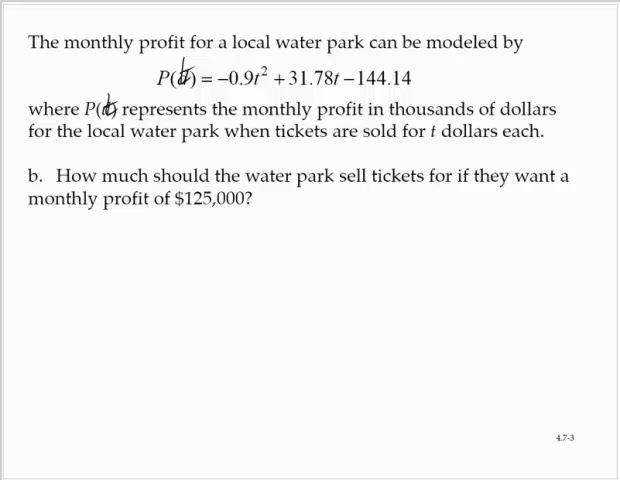 The monthly profit for a local water park can be modeled by
P(t) = −0.9t² + 31.78t − 144.14
where P(t) represents the monthly profit in thousands of dollars
for the local water park when tickets are sold for t dollars each.
b. How much should the water park sell tickets for if they want a
monthly profit of $125,000?
4.7-3